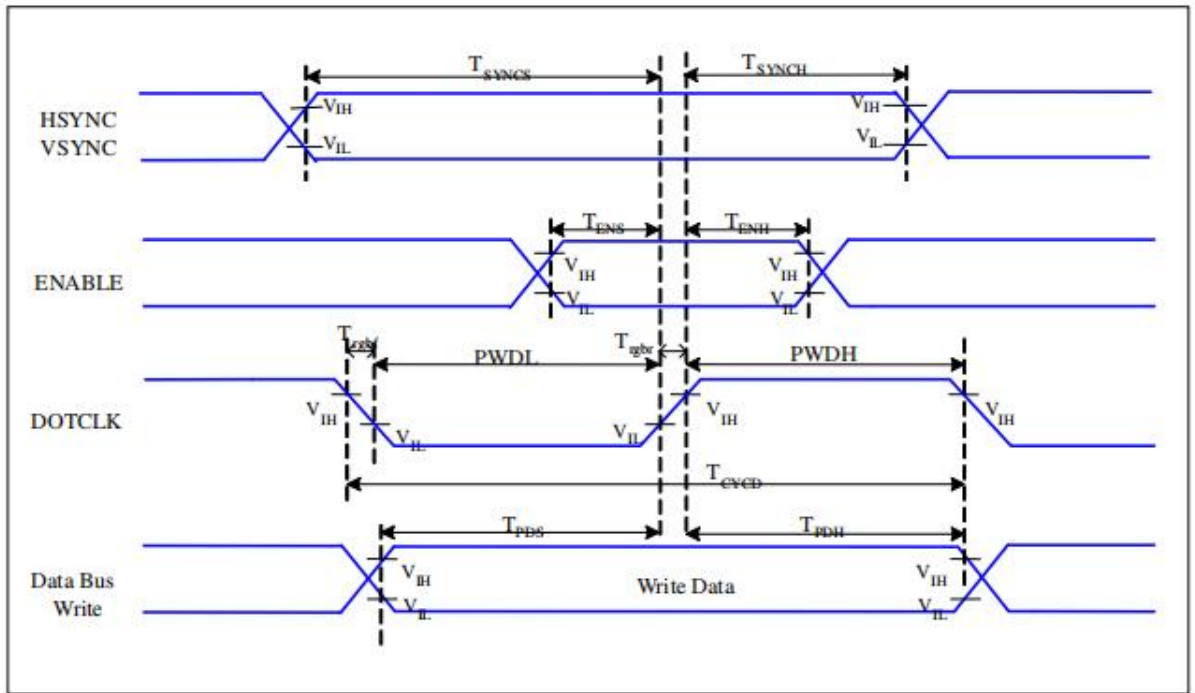 TSYNCS TSYNCH
HSYNC
VSYNC
VIH VIH
VIL VIL
TENS TENH
ENABLE
VIH VIH
VIL VIL
PWDL Trgbr PWDH
DOTCLK
VIH VIL VIL VIH VIH
TCYCD
TPDS TPDH
Data Bus
Write
VIH Write Data VIH
VIL VIL